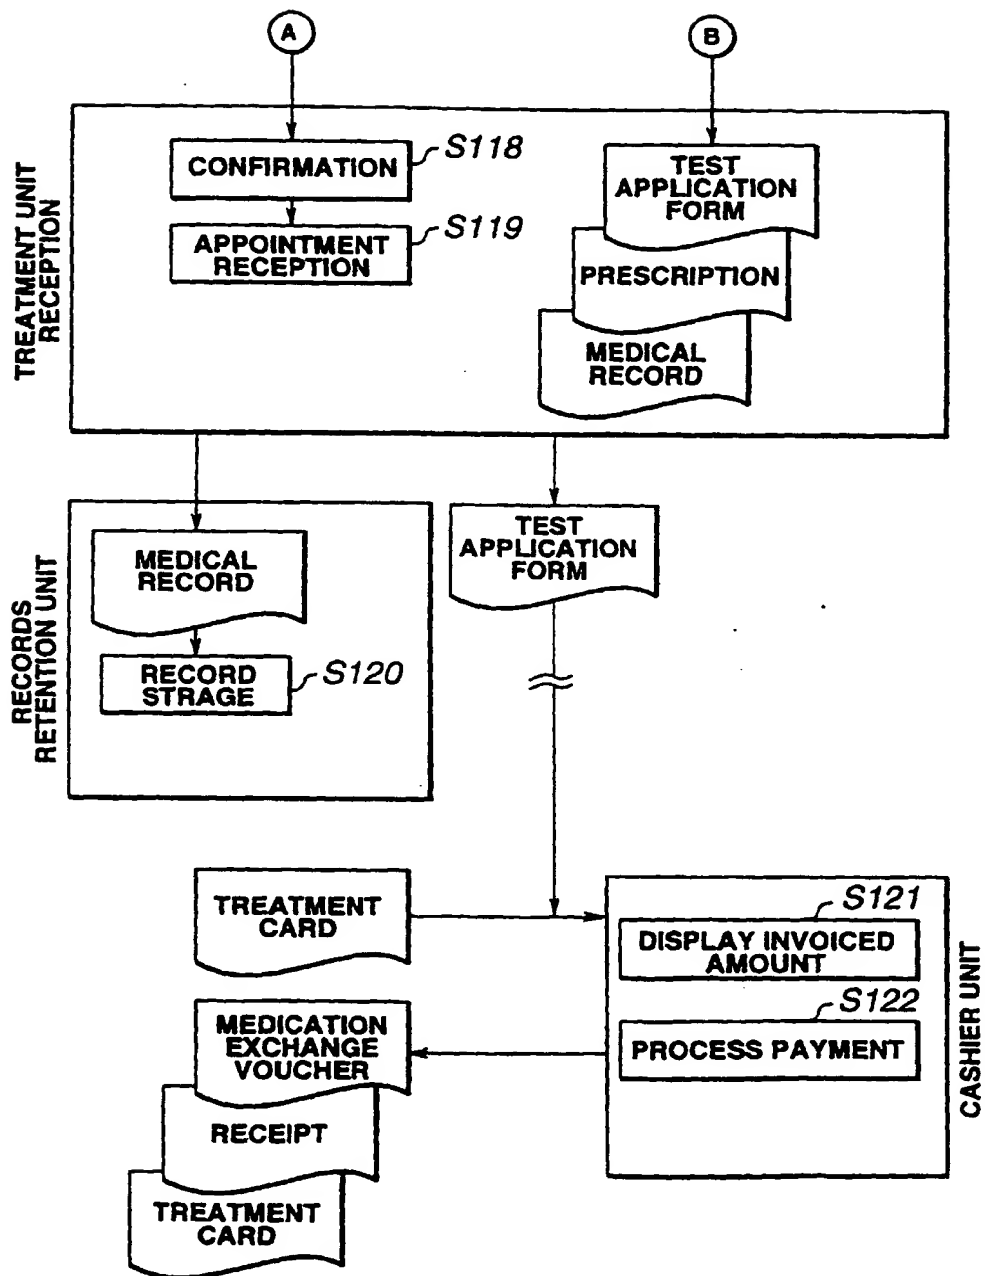 A
B
TREATMENT UNIT
RECEPTION
CONFIRMATION
S118
APPOINTMENT
RECEPTION
S119
TEST
APPLICATION
FORM
PRESCRIPTION
MEDICAL
RECORD
RECORDS
RETENTION UNIT
MEDICAL
RECORD
RECORD
STRAGE
S120
TEST
APPLICATION
FORM
TREATMENT
CARD
S121
DISPLAY INVOICED
AMOUNT
S122
PROCESS PAYMENT
CASHIER UNIT
MEDICATION
EXCHANGE
VOUCHER
RECEIPT
TREATMENT
CARD